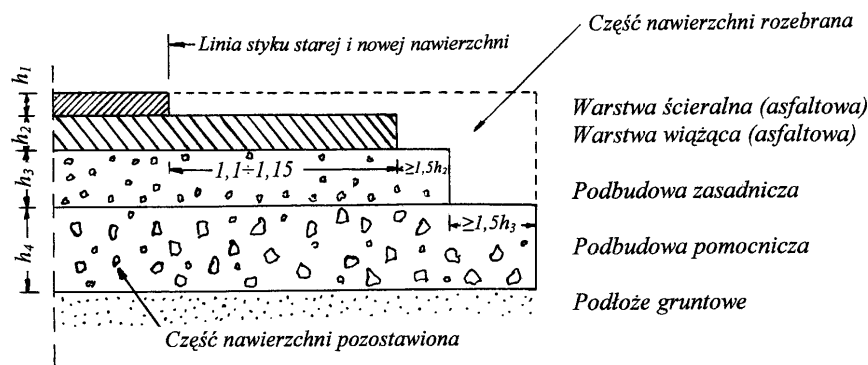 Część nawierzchni rozebrana
Linia styku starej i nowej nawierzchni
h₁
Warstwa ścieralna (asfaltowa)
h₂
Warstwa wiążąca (asfaltowa)
h₃
1,1÷1,15
≥1,5h₂
Podbudowa zasadnicza
≥1,5h₃
h₄
Podbudowa pomocnicza
Podłoże gruntowe
Część nawierzchni pozostawiona